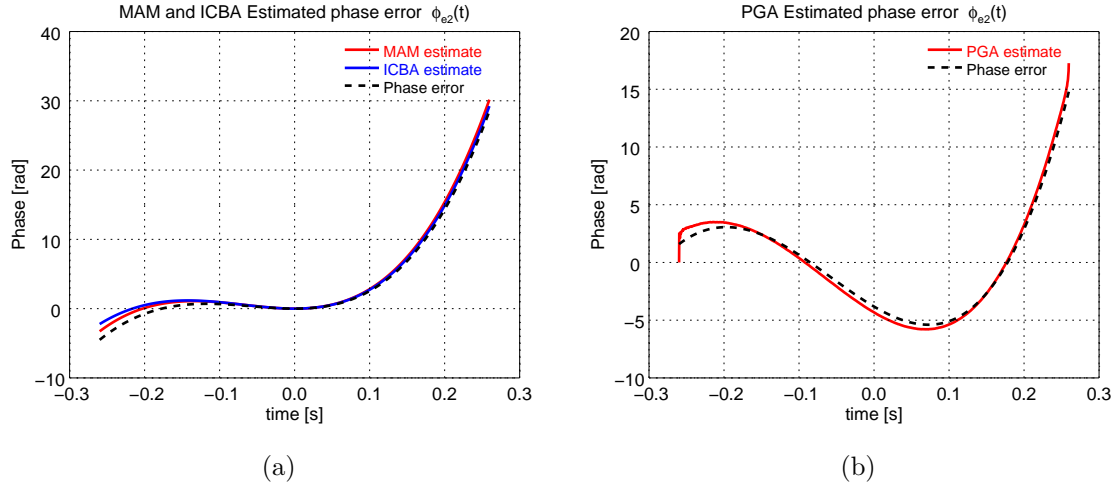 MAM and ICBA Estimated phase error ϕe2(t)
MAM estimate
ICBA estimate
Phase error
40
30
20
10
0
−10
Phase [rad]
−0.3 −0.2 −0.1 0.0 0.1 0.2 0.3
time [s]
(a)
PGA Estimated phase error ϕe2(t)
PGA estimate
Phase error
20
15
10
5
0
−5
−10
Phase [rad]
−0.3 −0.2 −0.1 0.0 0.1 0.2 0.3
time [s]
(b)